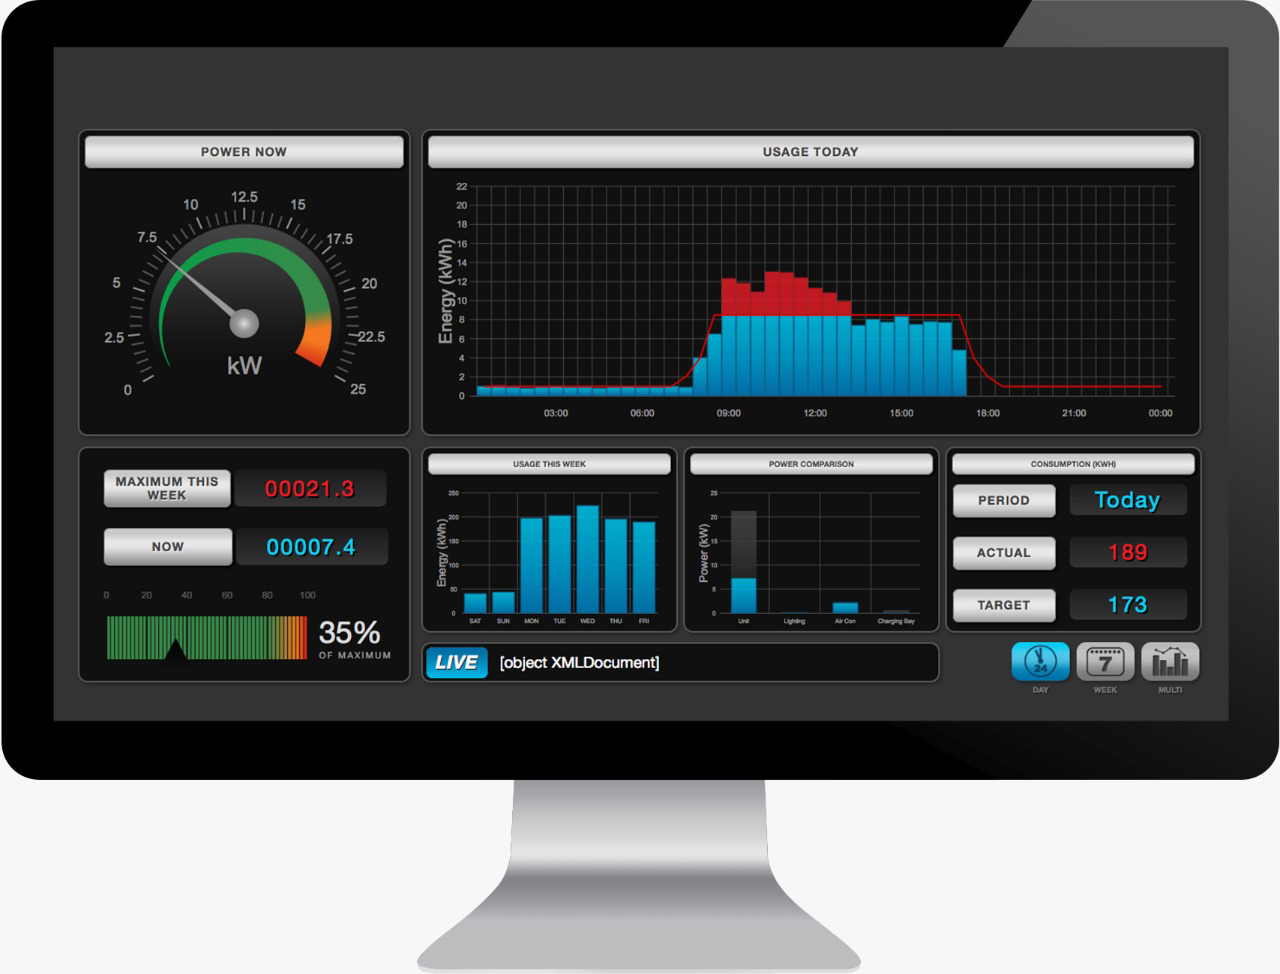 POWER NOW
0
2.5
5
7.5
10
12.5
15
17.5
20
22.5
25
kW
USAGE TODAY
Energy (kWh)
22
20
18
16
14
12
10
8
6
4
2
0
03:00 06:00 09:00 12:00 15:00 18:00 21:00 00:00
MAXIMUM THIS
WEEK
00021.3
NOW
00007.4
0 20 40 60 80 100
35%
OF MAXIMUM
USAGE THIS WEEK
Energy (kWh)
250
200
150
100
50
0
SAT SUN MON TUE WED THU FRI
POWER COMPARISON
Power (kW)
25
20
15
10
5
0
Unit Lighting Air Con Charging Bay
CONSUMPTION (KWH)
PERIOD Today
ACTUAL 189
TARGET 173
LIVE [object XMLDocument]
24
7
DAY WEEK MULTI